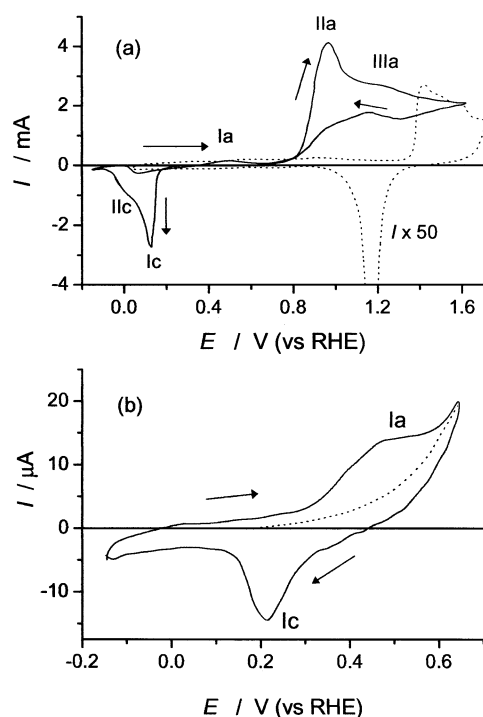 (a)
IIa
IIIa
Ia
IIc
Ic
I x 50
I / mA
4
2
0
-2
-4
0.0 0.4 0.8 1.2 1.6
E / V (vs RHE)
(b)
Ia
Ic
I / μA
20
10
0
-10
-0.2 0.0 0.2 0.4 0.6
E / V (vs RHE)